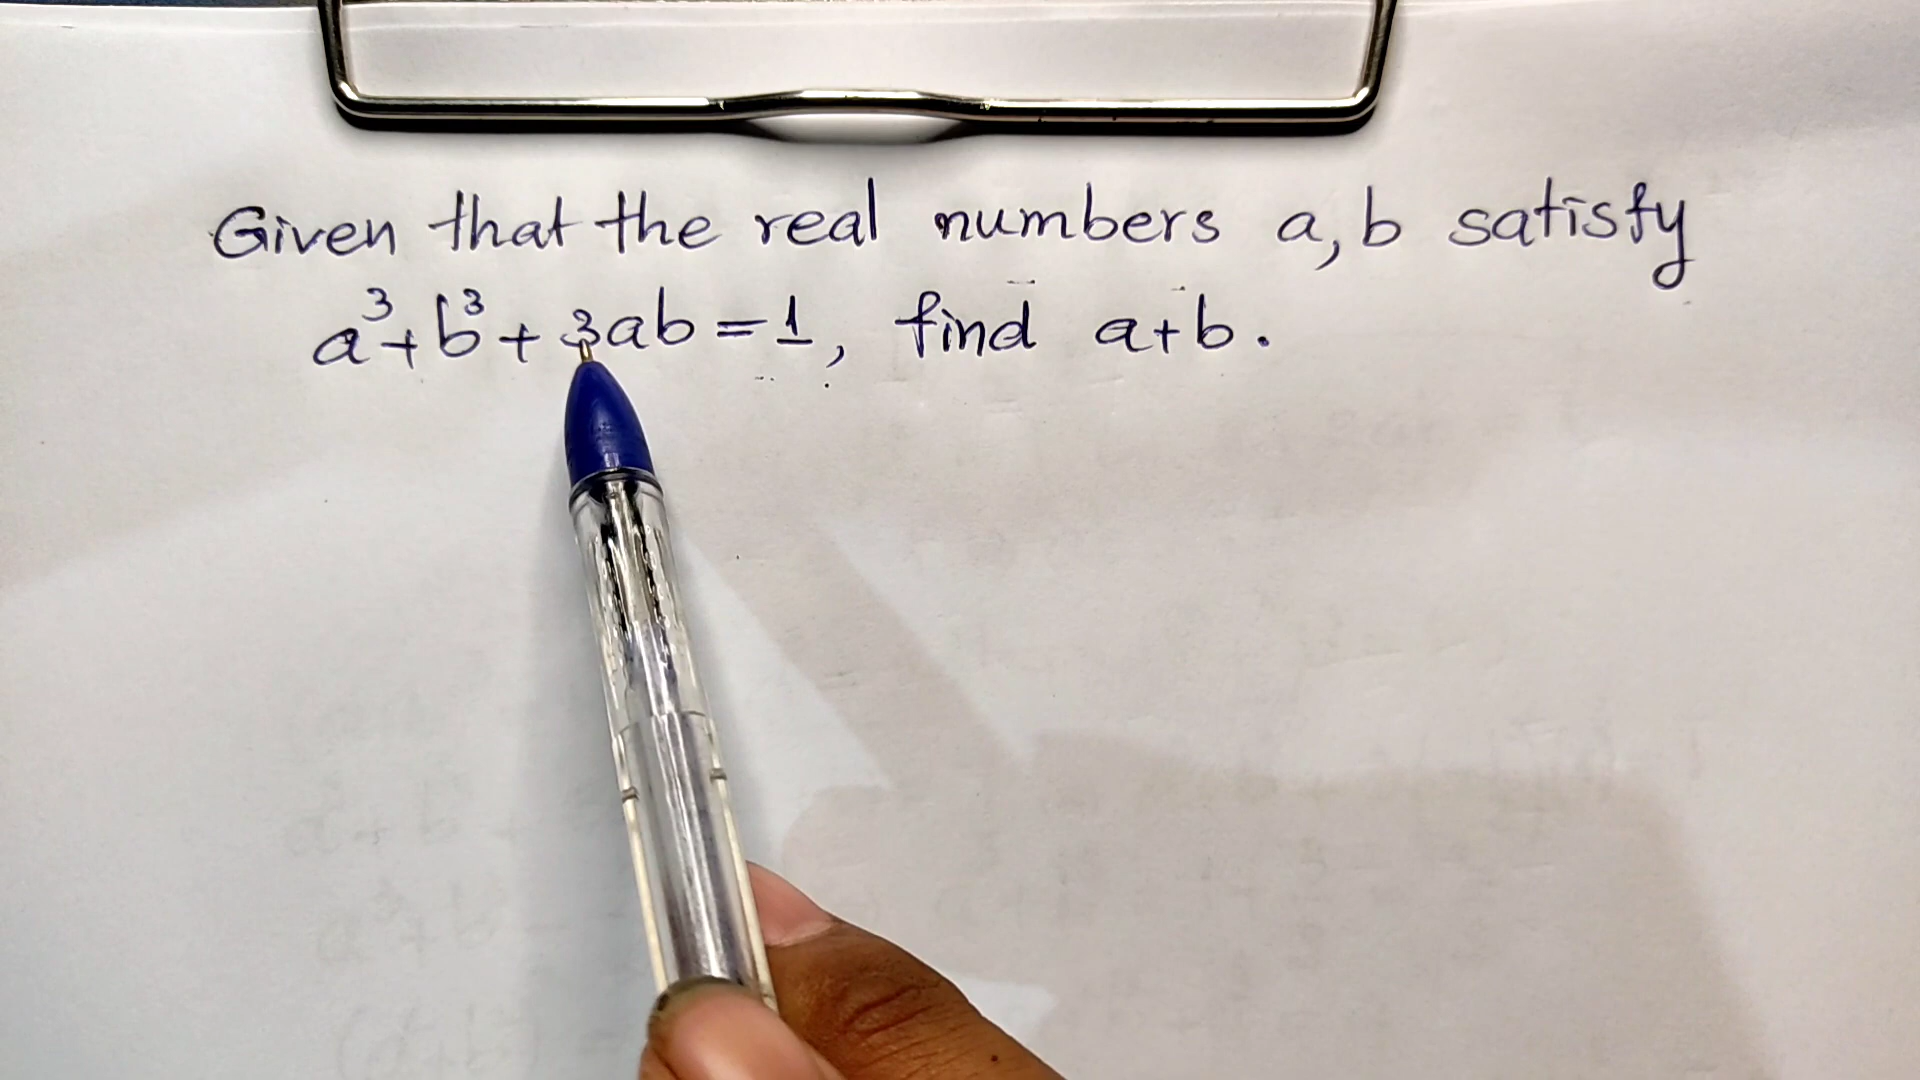 Given that the real numbers a, b satisfy
a³+b³+3ab=1, find a+b.